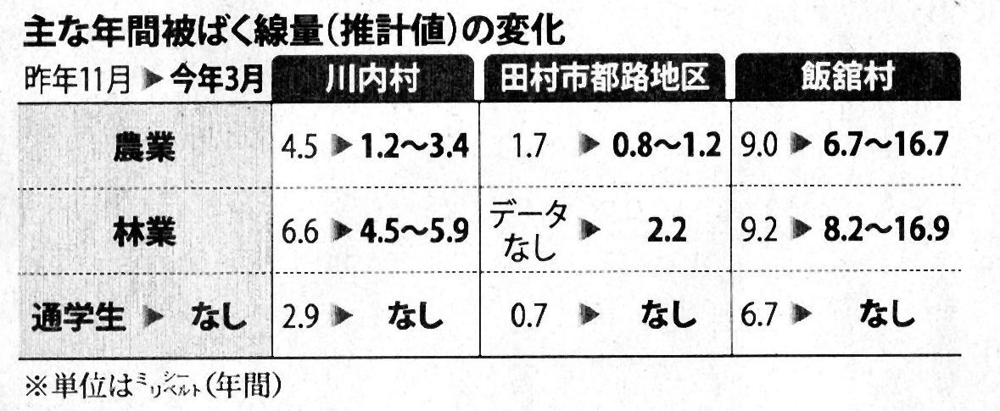 主な年間被ばく線量(推計値)の変化
昨年11月▶今年3月 川内村 田村市都路地区 飯舘村
農業 4.5▶1.2〜3.4 1.7▶0.8〜1.2 9.0▶6.7〜16.7
林業 6.6▶4.5〜5.9 データなし▶2.2 9.2▶8.2〜16.9
通学生▶なし 2.9▶なし 0.7▶なし 6.7▶なし
※単位はミリシーベルト(年間)